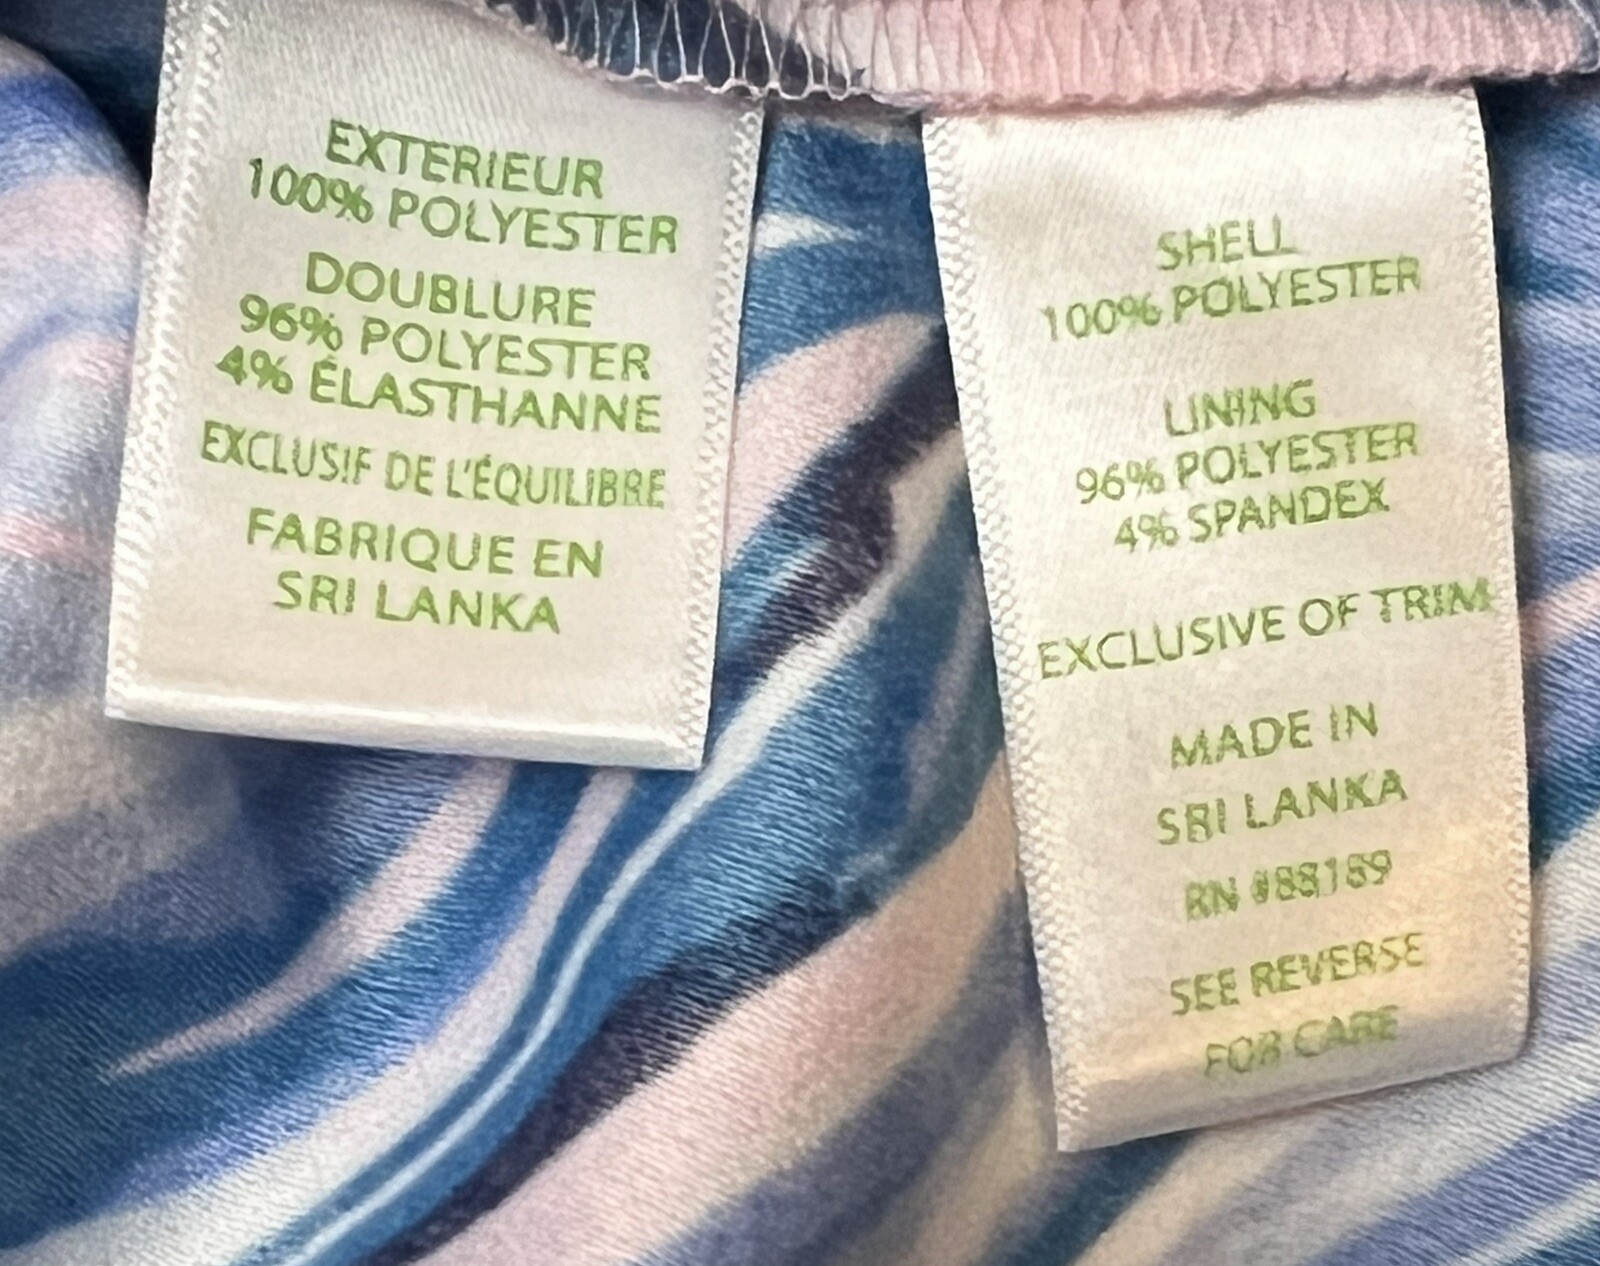 EXTERIEUR
100% POLYESTER
DOUBLURE
96% POLYESTER
4% ÉLASTHANNE
EXCLUSIF DE L'ÉQUILIBRE
FABRIQUE EN
SRI LANKA
SHELL
100% POLYESTER
LINING
96% POLYESTER
4% SPANDEX
EXCLUSIVE OF TRIM
MADE IN
SRI LANKA
RN #88189
SEE REVERSE
FOR CARE